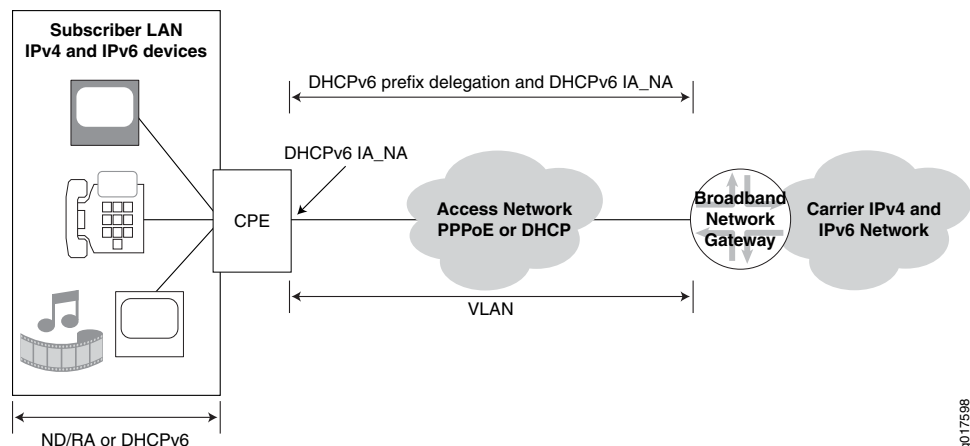 Subscriber LAN
IPv4 and IPv6 devices
DHCPv6 prefix delegation and DHCPv6 IA_NA
DHCPv6 IA_NA
CPE
Access Network
PPPoE or DHCP
Broadband
Network
Gateway
Carrier IPv4 and
IPv6 Network
VLAN
ND/RA or DHCPv6
g017598